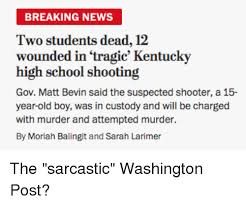 BREAKING NEWS
Two students dead, 12
wounded in 'tragic' Kentucky
high school shooting
Gov. Matt Bevin said the suspected shooter, a 15-
year-old boy, was in custody and will be charged
with murder and attempted murder.
By Moriah Balingit and Sarah Larimer
The "sarcastic" Washington
Post?